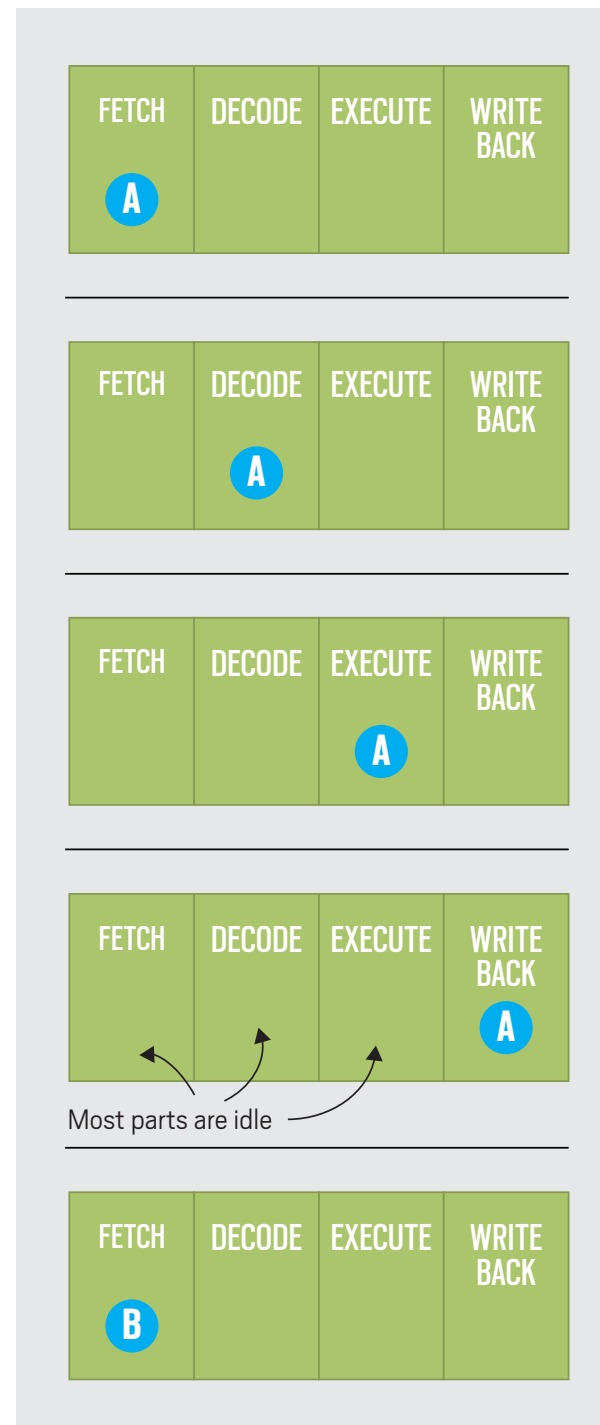 FETCH DECODE EXECUTE WRITE
BACK
A
FETCH DECODE EXECUTE WRITE
BACK
A
FETCH DECODE EXECUTE WRITE
BACK
A
FETCH DECODE EXECUTE WRITE
BACK
A
Most parts are idle
FETCH DECODE EXECUTE WRITE
BACK
B